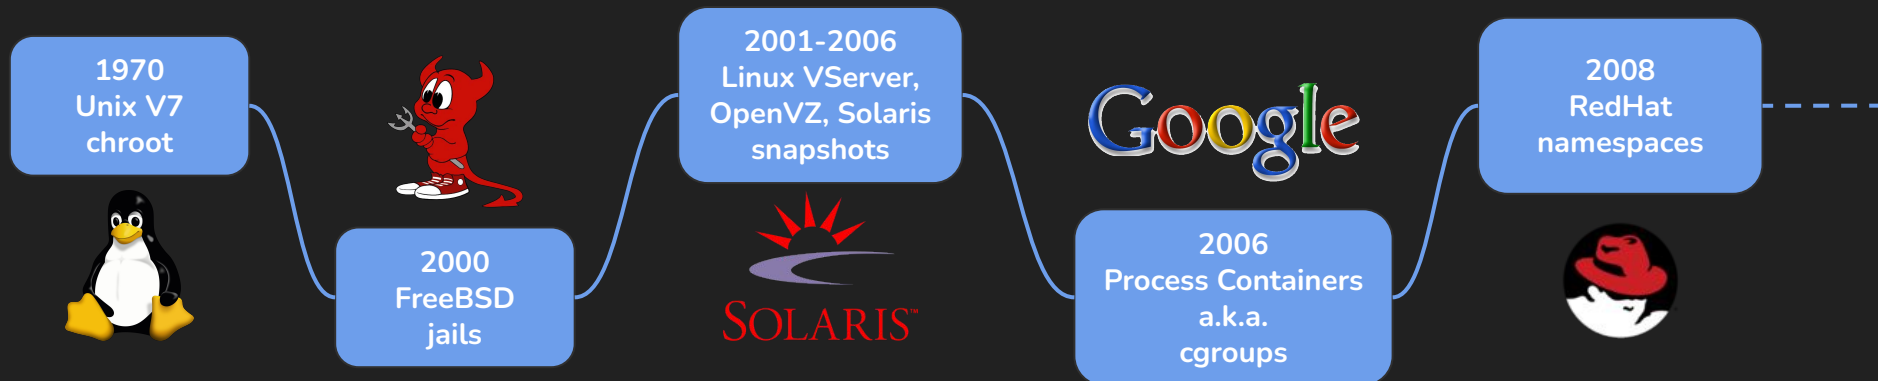 1970
Unix V7
chroot
2000
FreeBSD
jails
2001-2006
Linux VServer,
OpenVZ, Solaris
snapshots
SOLARIS™
Google
2006
Process Containers
a.k.a.
cgroups
2008
RedHat
namespaces